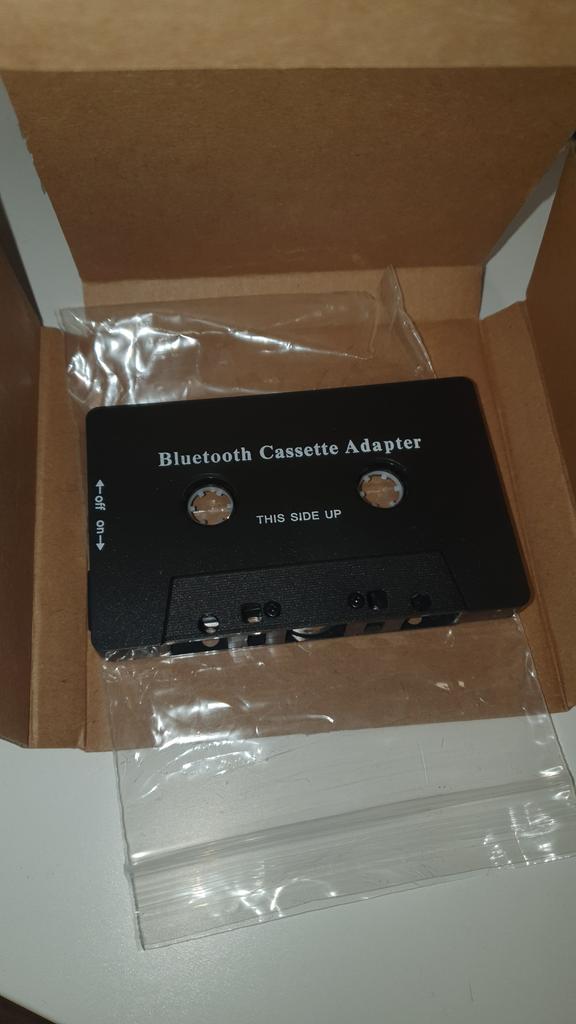 Bluetooth Cassette Adapter
THIS SIDE UP
←off on→